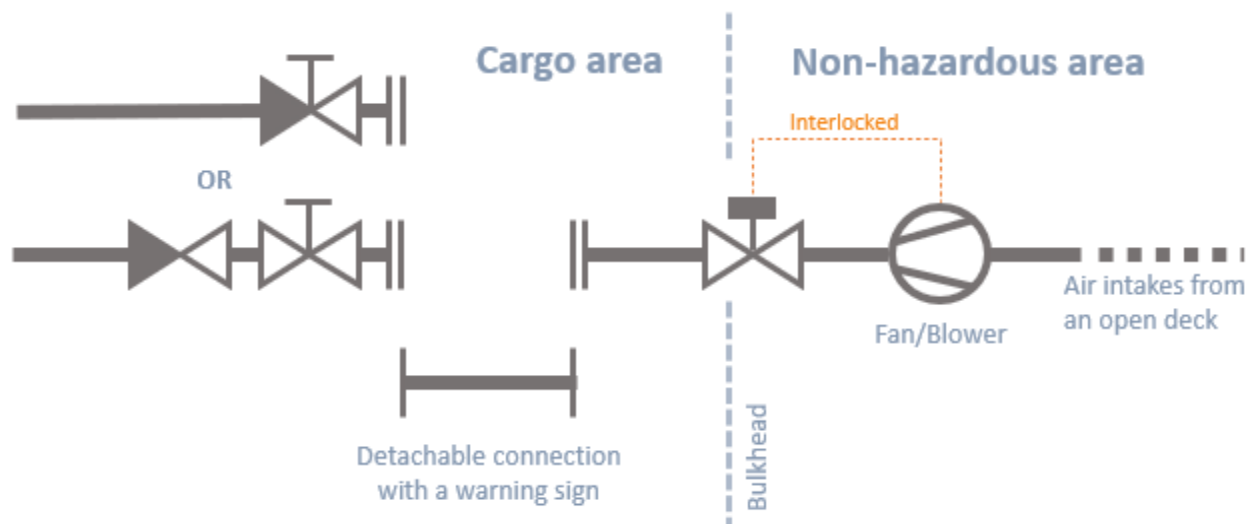 Cargo area
Non-hazardous area
Interlocked
OR
Air intakes from
an open deck
Fan/Blower
Detachable connection
with a warning sign
Bulkhead